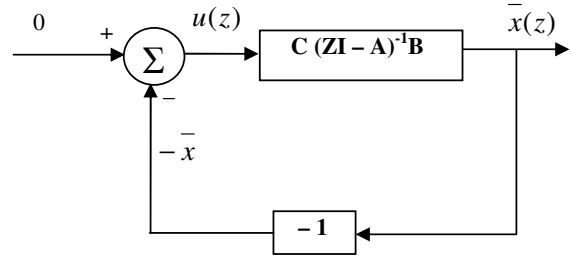 0
+
Σ
u(z)
C (ZI – A)⁻¹B
x̄(z)
–
– x̄
– 1